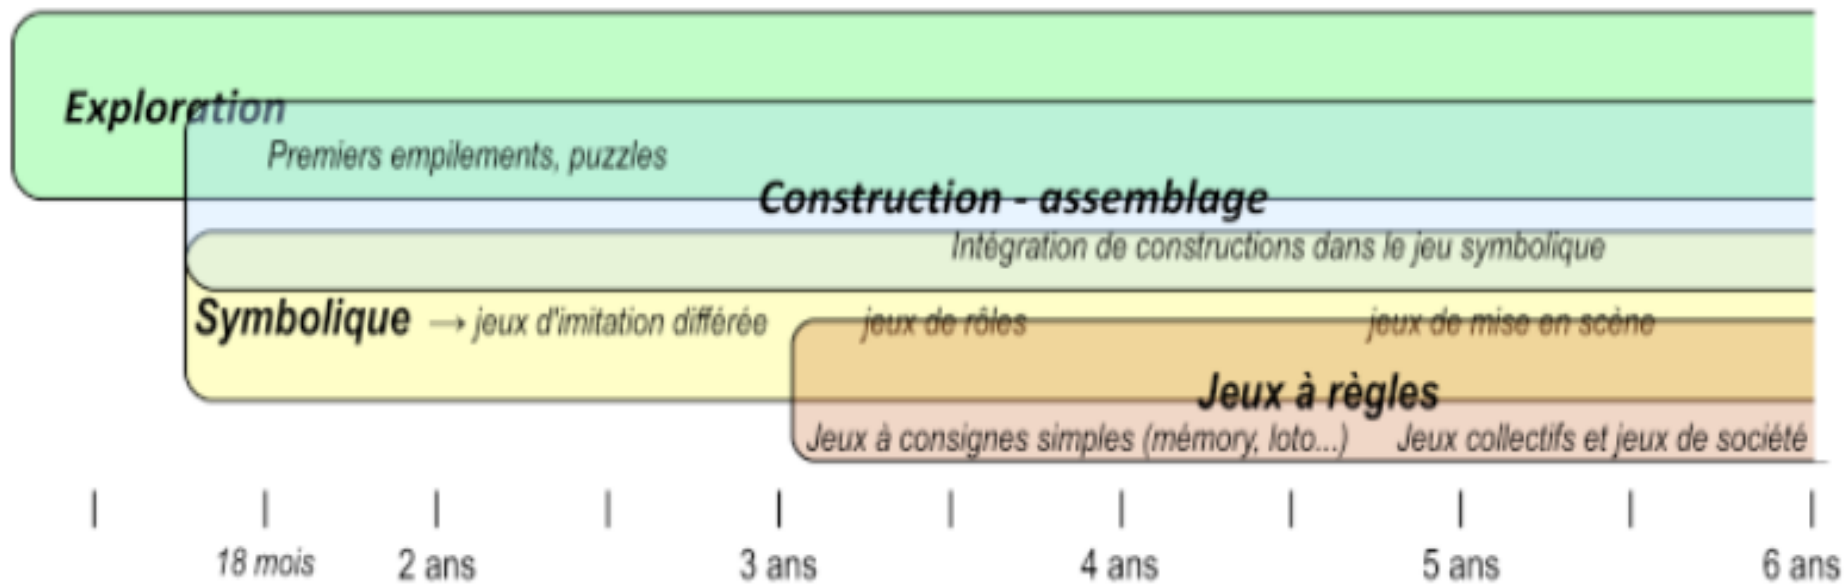 Exploration
Premiers empilements, puzzles
Construction - assemblage
Intégration de constructions dans le jeu symbolique
Symbolique → jeux d'imitation différée jeux de rôles jeux de mise en scène
Jeux à règles
Jeux à consignes simples (mémory, loto...) Jeux collectifs et jeux de société
18 mois 2 ans 3 ans 4 ans 5 ans 6 ans